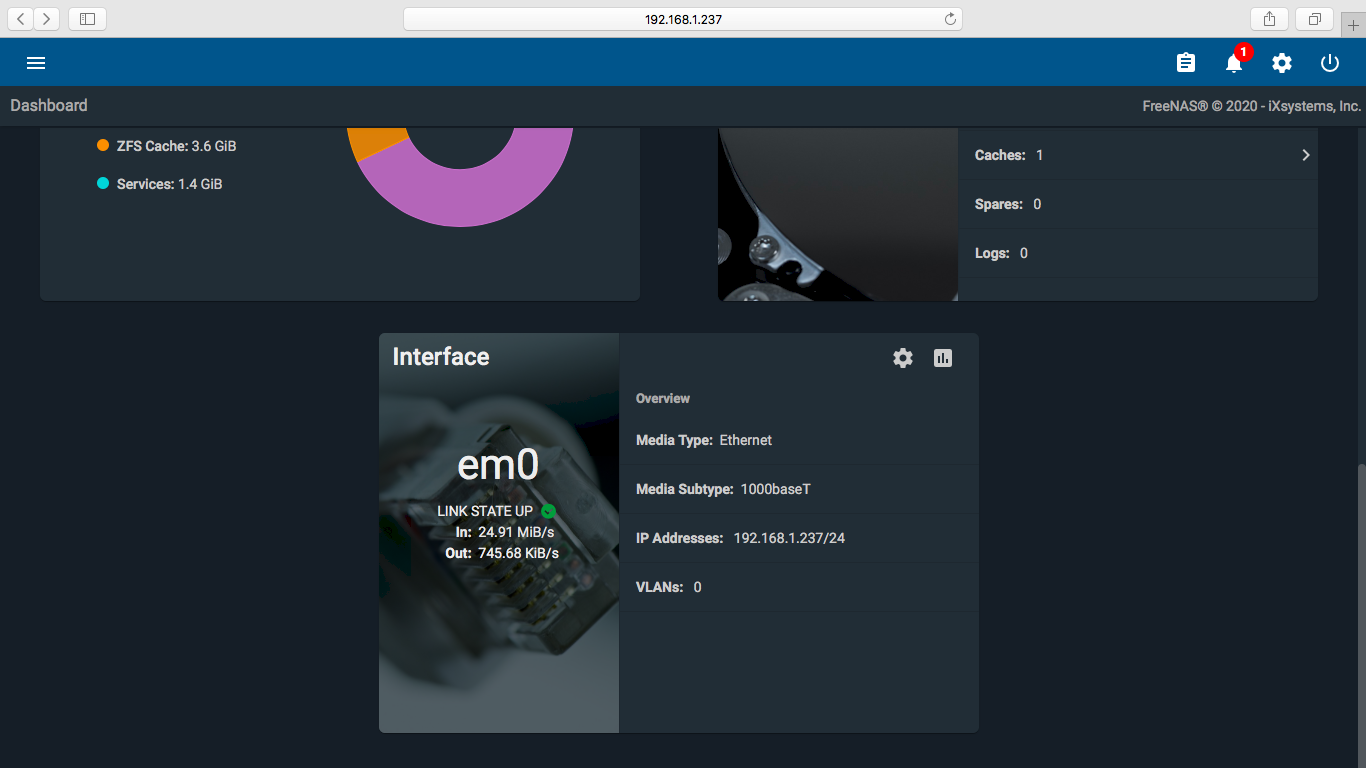 192.168.1.237
1
Dashboard
FreeNAS® © 2020 - iXsystems, Inc.
ZFS Cache: 3.6 GiB
Services: 1.4 GiB
Caches: 1
Spares: 0
Logs: 0
Interface
em0
LINK STATE UP
In: 24.91 MiB/s
Out: 745.68 KiB/s
Overview
Media Type: Ethernet
Media Subtype: 1000baseT
IP Addresses: 192.168.1.237/24
VLANs: 0